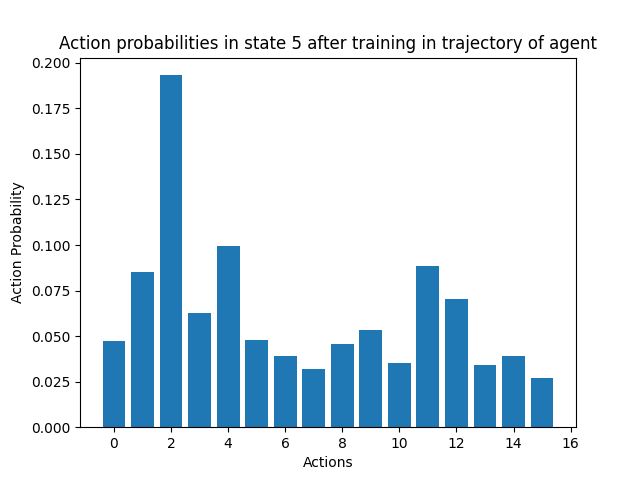 Action probabilities in state 5 after training in trajectory of agent
0.200
0.175
0.150
0.125
0.100
0.075
0.050
0.025
0.000
Action Probability
0 2 4 6 8 10 12 14 16
Actions